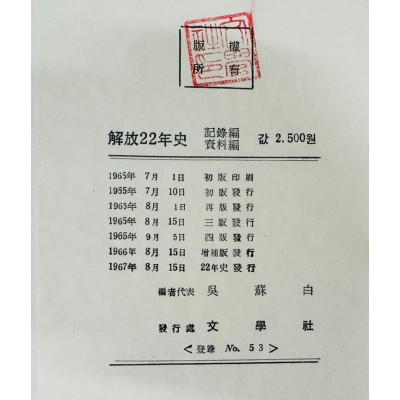 版權
所有
解放22年史 記錄編 資料編 값 2.500원
1965年 7月 1日 初版印刷
1955年 7月 10日 初版發行
1965年 8月 1日 再版發行
1965年 8月 15日 三版發行
1965年 9月 5日 四版發行
1966年 8月 15日 增補版發行
1967年 8月 15日 22年史發行
編者代表 吳蘇白
發行處 文學社
<登錄 No. 53>